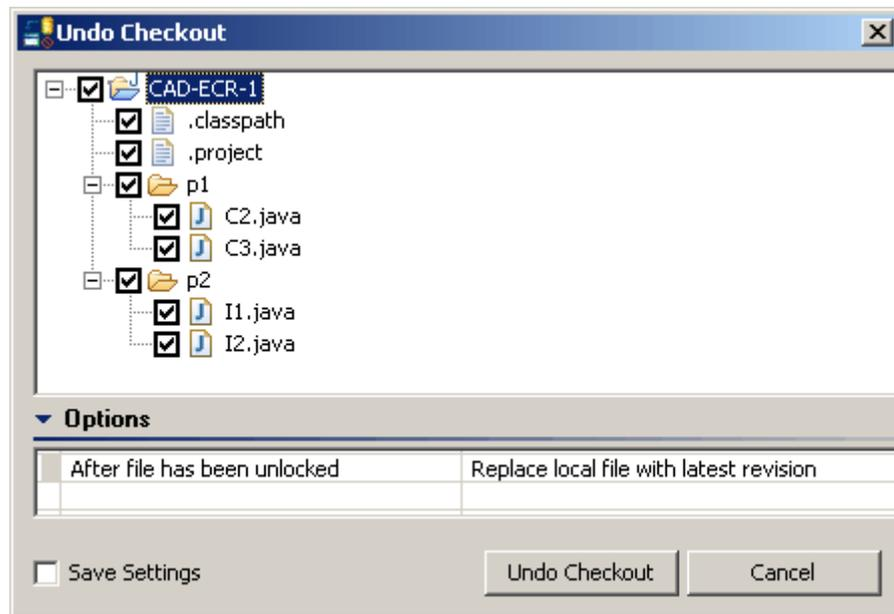 Undo Checkout
CAD-ECR-1
.classpath
.project
p1
C2.java
C3.java
p2
I1.java
I2.java
Options
After file has been unlocked Replace local file with latest revision
Save Settings Undo Checkout Cancel